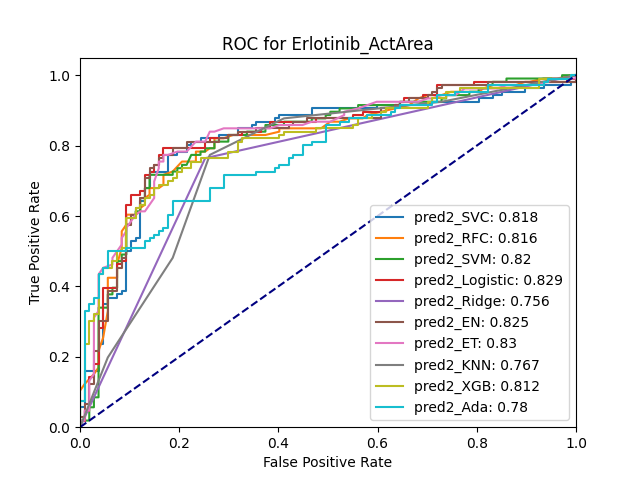 ROC for Erlotinib_ActArea
True Positive Rate
1.0
0.8
0.6
0.4
0.2
0.0
pred2_SVC: 0.818
pred2_RFC: 0.816
pred2_SVM: 0.82
pred2_Logistic: 0.829
pred2_Ridge: 0.756
pred2_EN: 0.825
pred2_ET: 0.83
pred2_KNN: 0.767
pred2_XGB: 0.812
pred2_Ada: 0.78
0.0 0.2 0.4 0.6 0.8 1.0
False Positive Rate